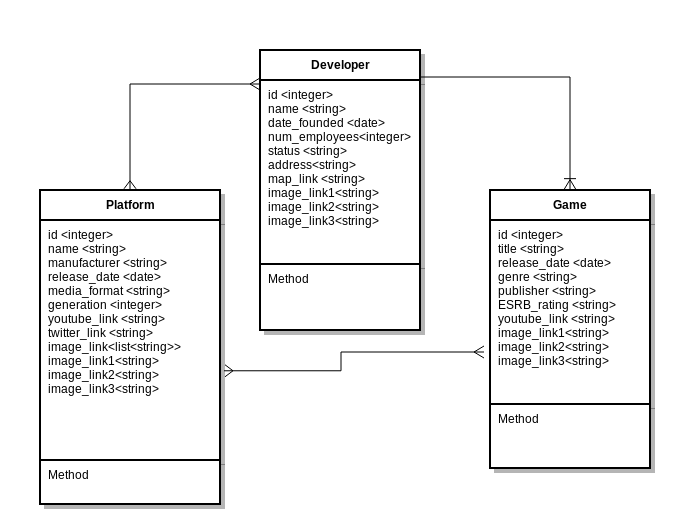 Developer
id <integer>
name <string>
date_founded <date>
num_employees<integer>
status <string>
address<string>
map_link <string>
image_link1<string>
image_link2<string>
image_link3<string>
Method
Platform
id <integer>
name <string>
manufacturer <string>
release_date <date>
media_format <string>
generation <integer>
youtube_link <string>
twitter_link <string>
image_link<list<string>>
image_link1<string>
image_link2<string>
image_link3<string>
Method
Game
id <integer>
title <string>
release_date <date>
genre <string>
publisher <string>
ESRB_rating <string>
youtube_link <string>
image_link1<string>
image_link2<string>
image_link3<string>
Method